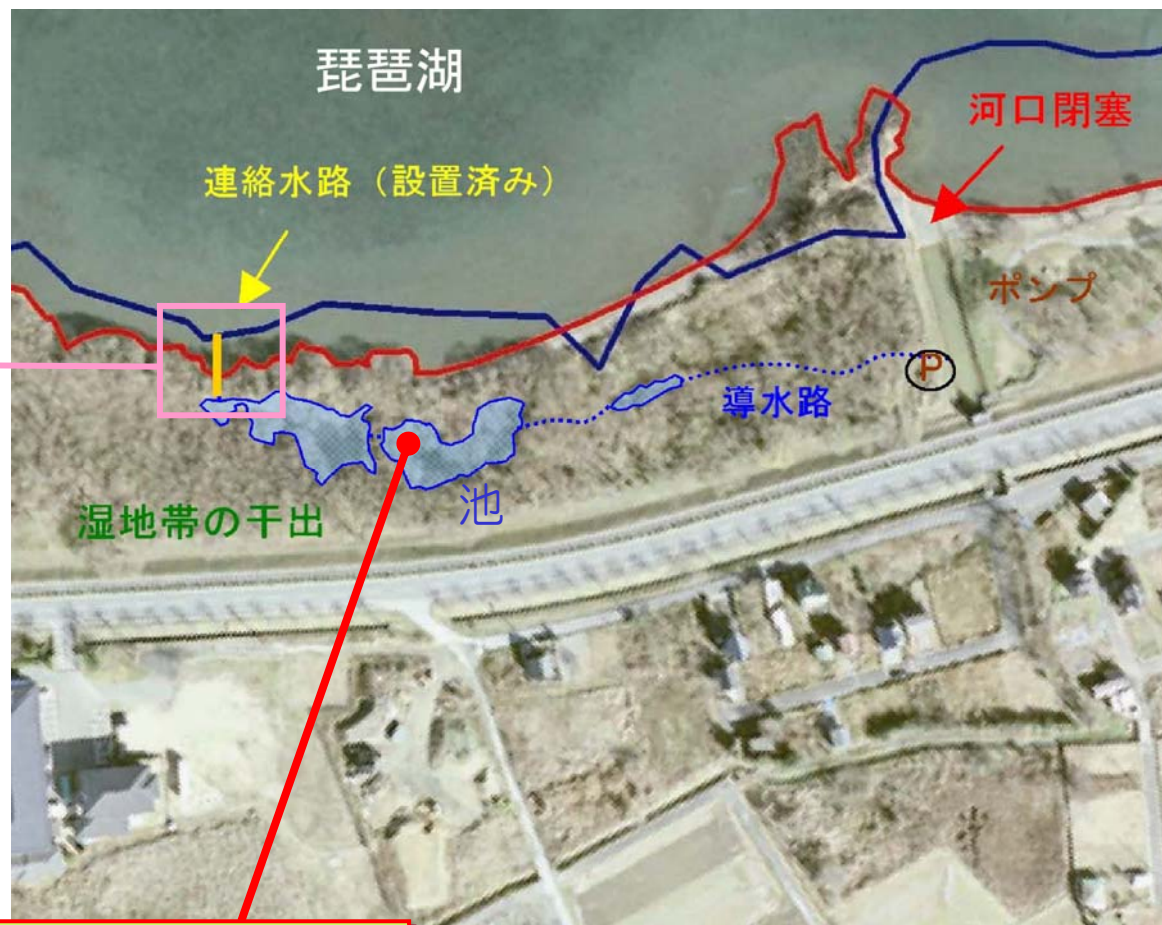 琵琶湖
河口閉塞
連絡水路（設置済み）
ポンプ
P
導水路
池
湿地帯の干出